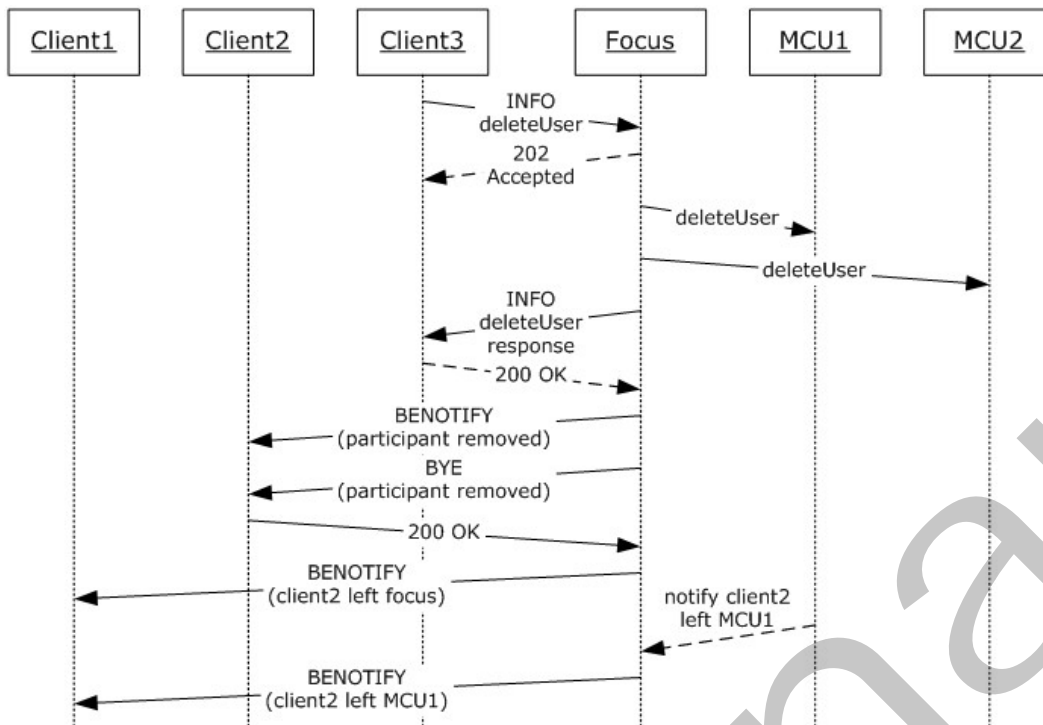 Client1
Client2
Client3
Focus
MCU1
MCU2
INFO
deleteUser
202
Accepted
deleteUser
deleteUser
INFO
deleteUser
response
200 OK
BENOTIFY
(participant removed)
BYE
(participant removed)
200 OK
BENOTIFY
(client2 left focus)
notify client2
left MCU1
BENOTIFY
(client2 left MCU1)